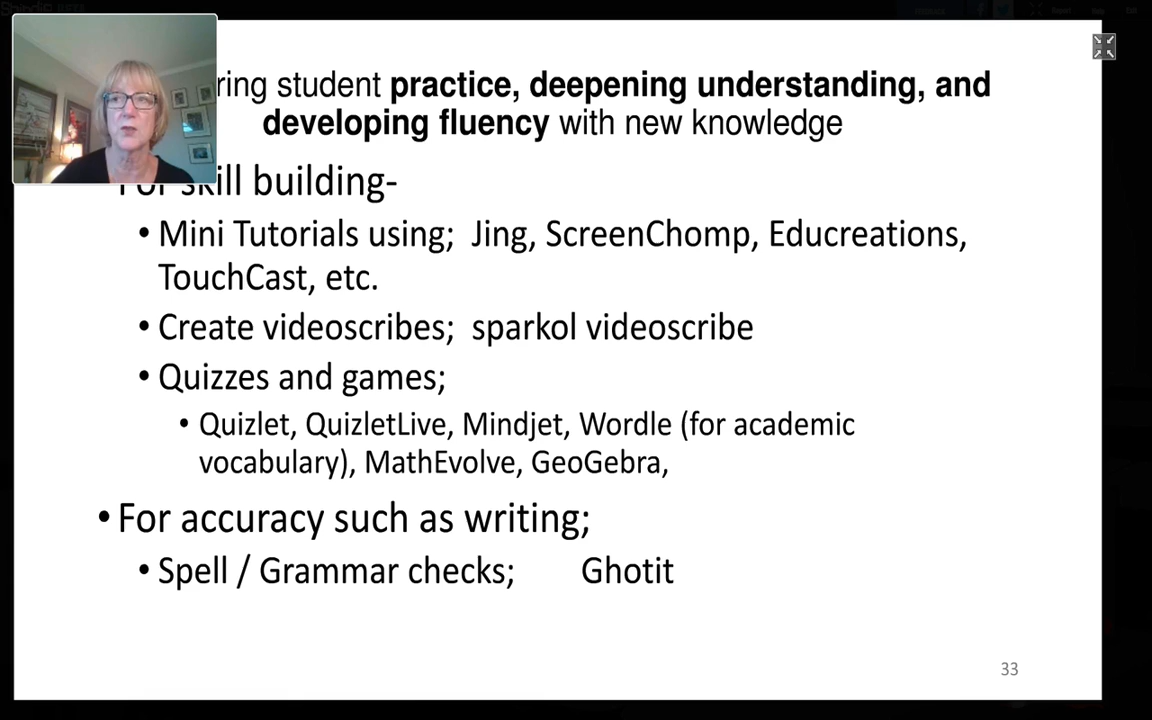 student practice, deepening understanding, and
developing fluency with new knowledge
For skill building-
• Mini Tutorials using; Jing, ScreenChomp, Educreations,
TouchCast, etc.
• Create videoscribes; sparkol videoscribe
• Quizzes and games;
• Quizlet, QuizletLive, Mindjet, Wordle (for academic
vocabulary), MathEvolve, GeoGebra,
• For accuracy such as writing;
• Spell / Grammar checks; Ghotit
33